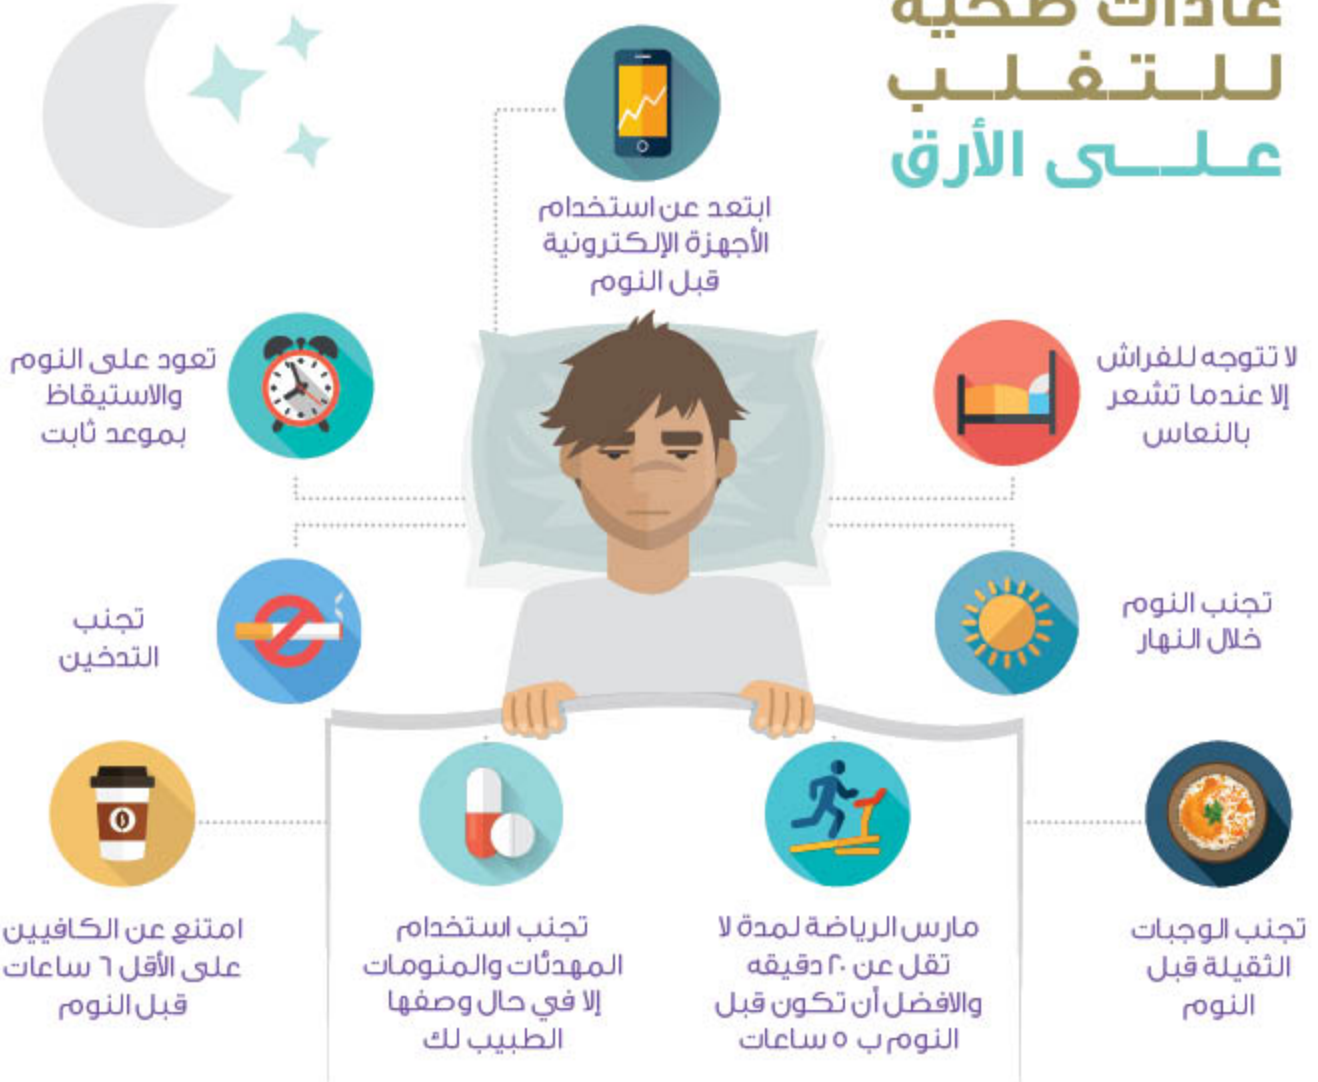 عادات صحية
للتغلب
على الأرق
ابتعد عن استخدام
الأجهزة الإلكترونية
قبل النوم
لا تتوجه للفراش
إلا عندما تشعر
بالنعاس
تعود على النوم
والاستيقاظ
بموعد ثابت
تجنب النوم
خلال النهار
تجنب
التدخين
تجنب الوجبات
الثقيلة قبل
النوم
مارس الرياضة لمدة لا
تقل عن ٢٠ دقيقه
والافضل أن تكون قبل
النوم ب ٥ ساعات
تجنب استخدام
المهدئات والمنومات
إلا في حال وصفها
الطبيب لك
امتنع عن الكافيين
على الأقل ٦ ساعات
قبل النوم